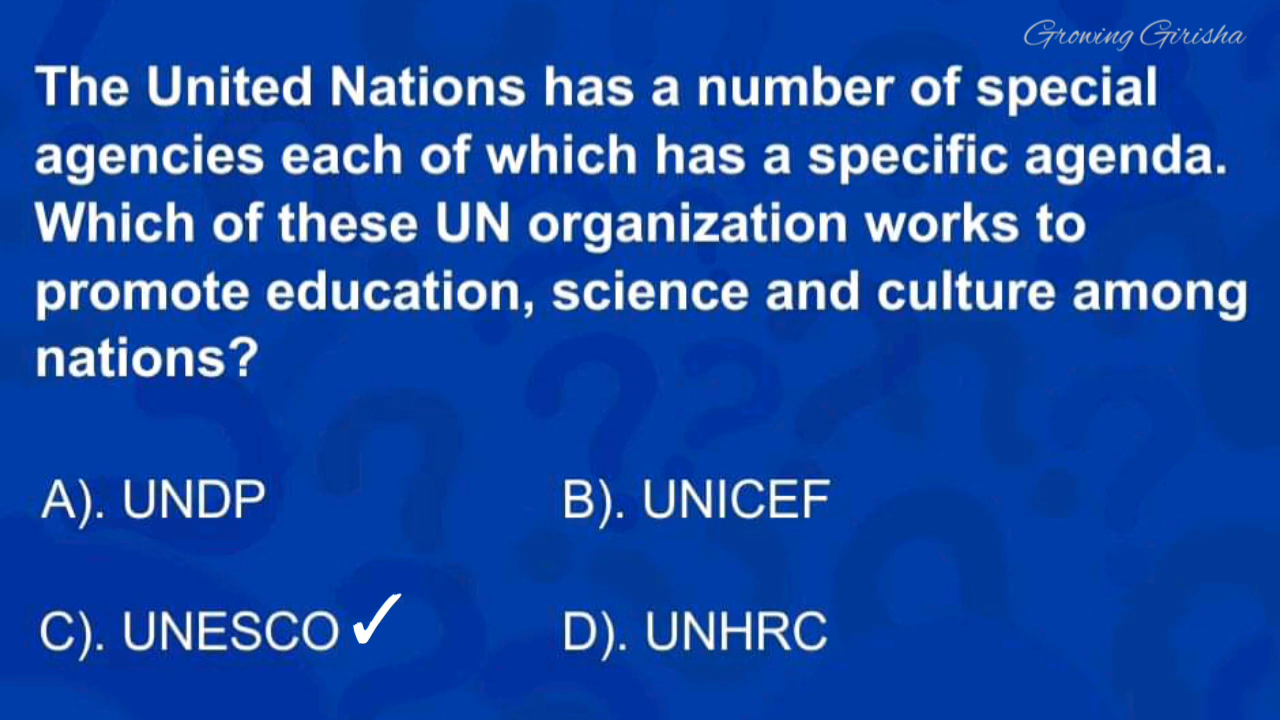 Growing Girisha
The United Nations has a number of special
agencies each of which has a specific agenda.
Which of these UN organization works to
promote education, science and culture among
nations?
A). UNDP
B). UNICEF
C). UNESCO ✓
D). UNHRC